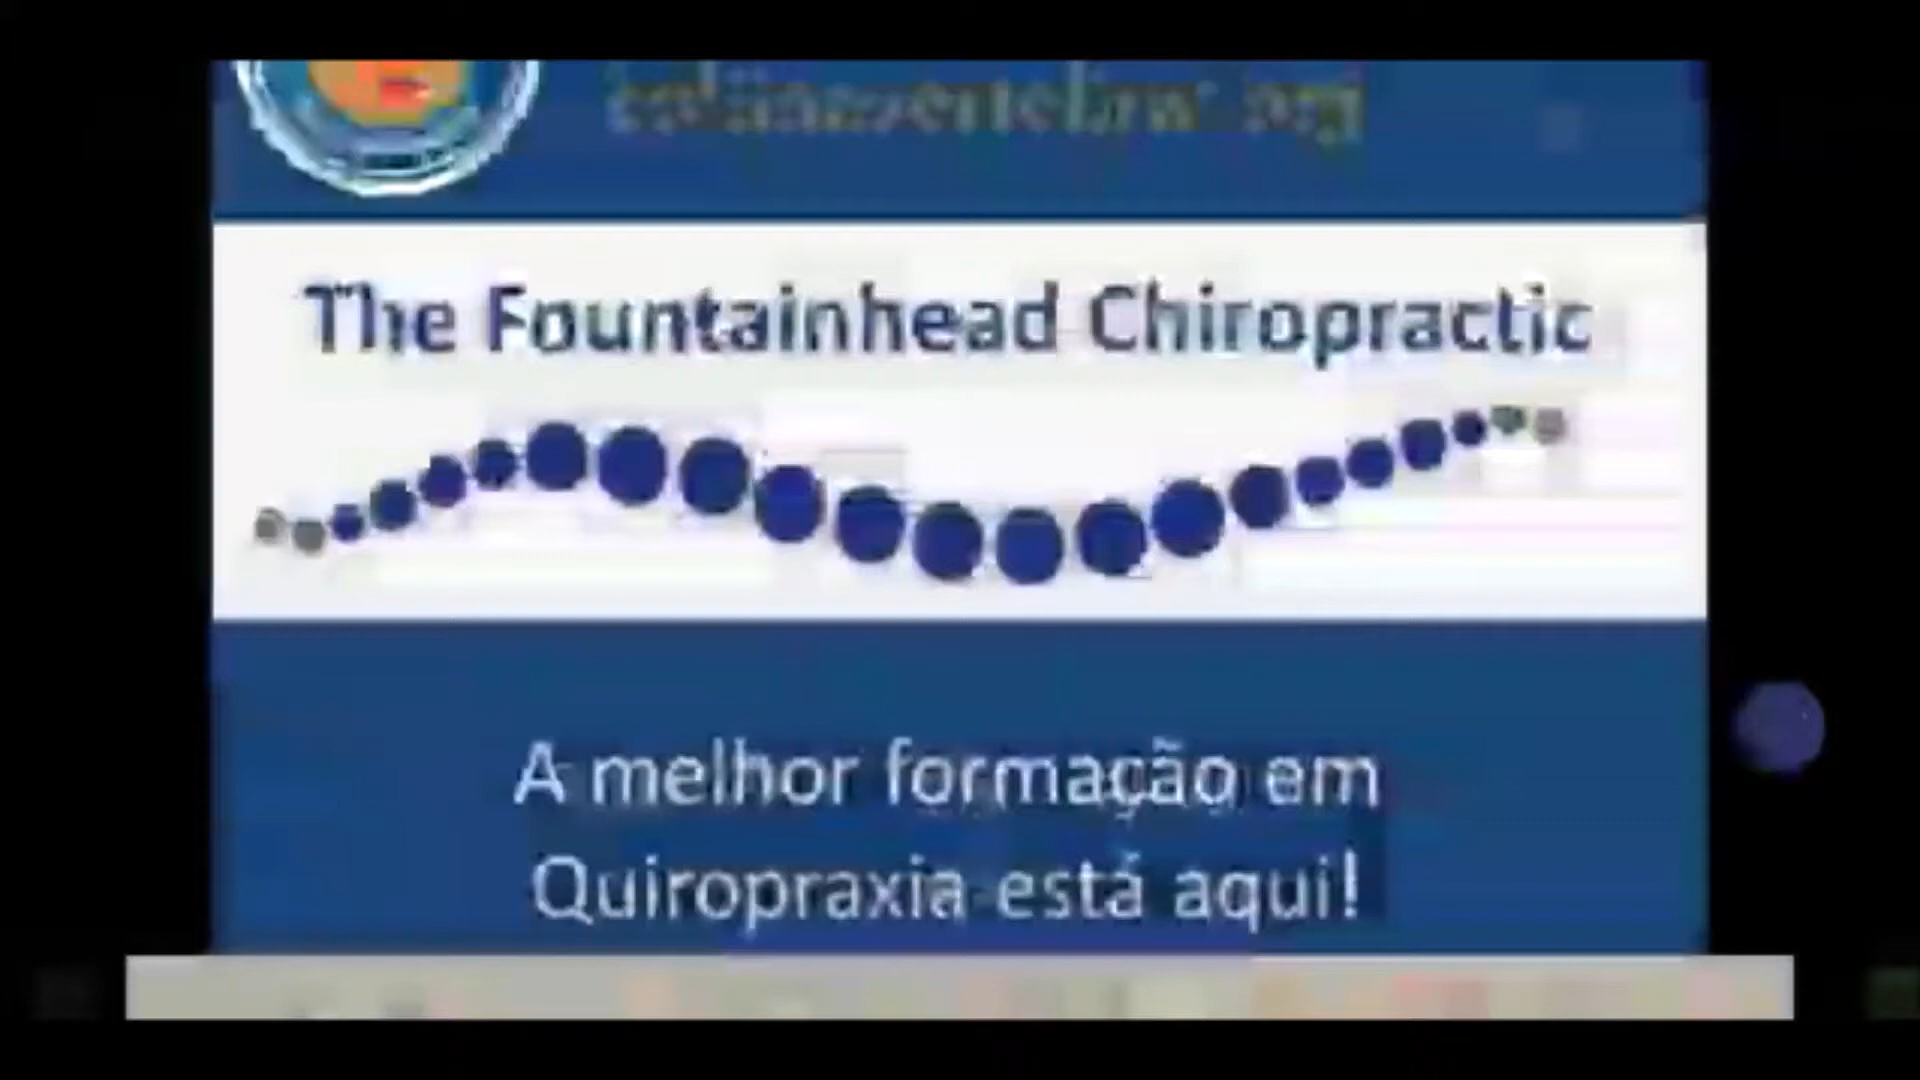 The Fountainhead Chiropractic
A melhor formação em
Quiropraxia está aqui!